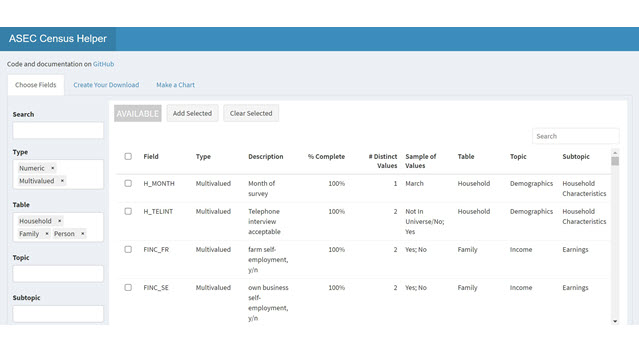 ASEC Census Helper
Code and documentation on GitHub
Choose Fields Create Your Download Make a Chart
Search
Type
Numeric ×
Multivalued ×
Table
Household ×
Family × Person ×
Topic
Subtopic
AVAILABLE Add Selected Clear Selected
Search
Field Type Description % Complete # Distinct Values Sample of Values Table Topic Subtopic
H_MONTH Multivalued Month of survey 100% 1 March Household Demographics Household Characteristics
H_TELINT Multivalued Telephone interview acceptable 100% 2 Not In Universe/No; Yes Household Demographics Household Characteristics
FINC_FR Multivalued farm self-employment, y/n 100% 2 Yes; No Family Income Earnings
FINC_SE Multivalued own business self-employment, y/n 100% 2 Yes; No Family Income Earnings